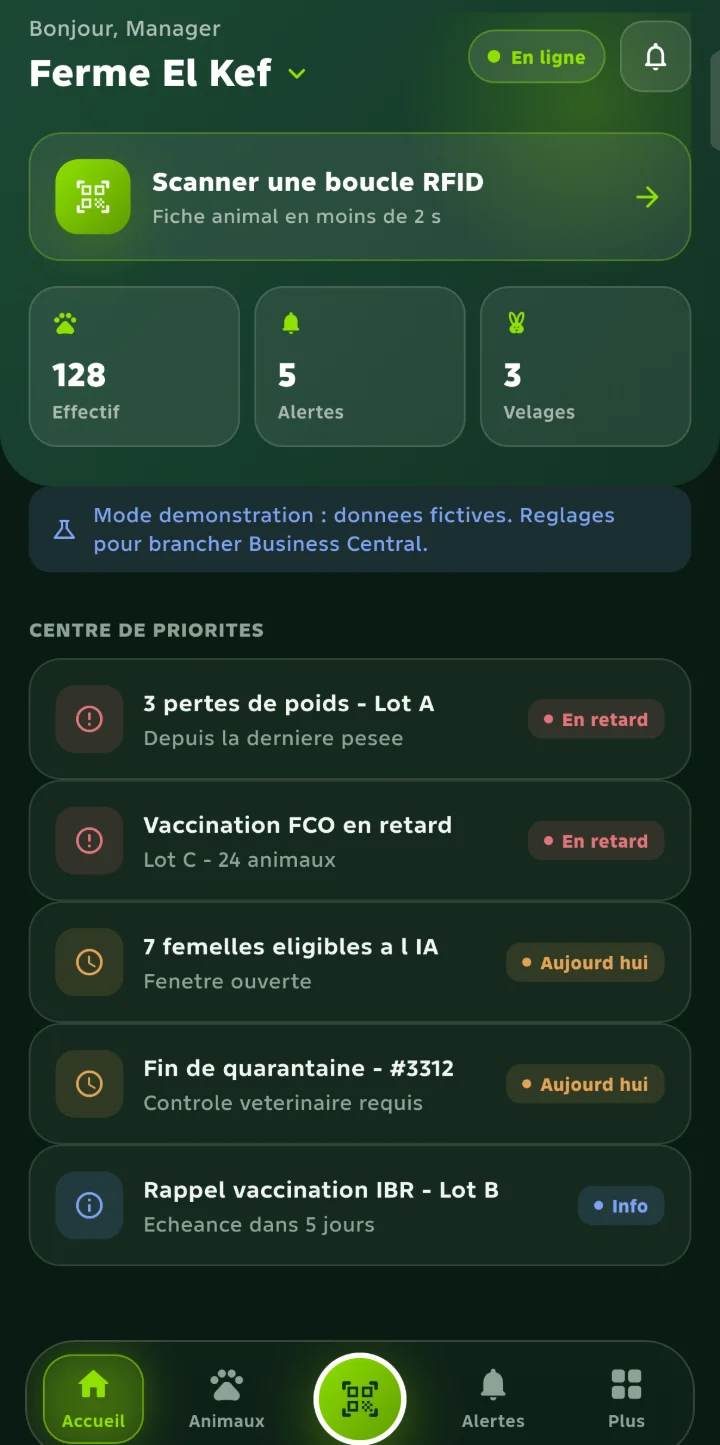 Bonjour, Manager
Ferme El Kef
En ligne
Scanner une boucle RFID
Fiche animal en moins de 2 s
128
Effectif
5
Alertes
3
Velages
Mode demonstration : donnees fictives. Reglages
pour brancher Business Central.
CENTRE DE PRIORITES
3 pertes de poids - Lot A
Depuis la derniere pesee
En retard
Vaccination FCO en retard
Lot C - 24 animaux
En retard
7 femelles eligibles a l IA
Fenetre ouverte
Aujourd hui
Fin de quarantaine - #3312
Controle veterinaire requis
Aujourd hui
Rappel vaccination IBR - Lot B
Echeance dans 5 jours
Info
Accueil
Animaux
Alertes
Plus